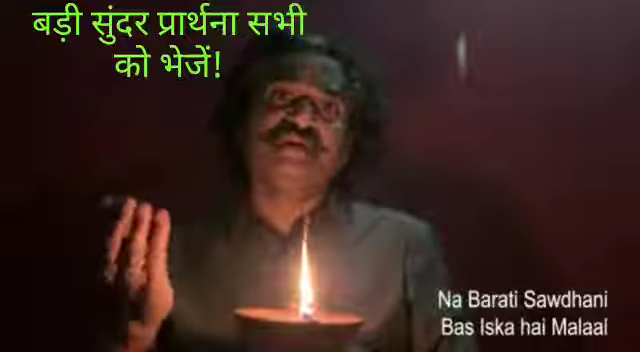 बड़ी सुंदर प्रार्थना सभी
को भेजें!
Na Barati Sawdhani
Bas Iska hai Malaal